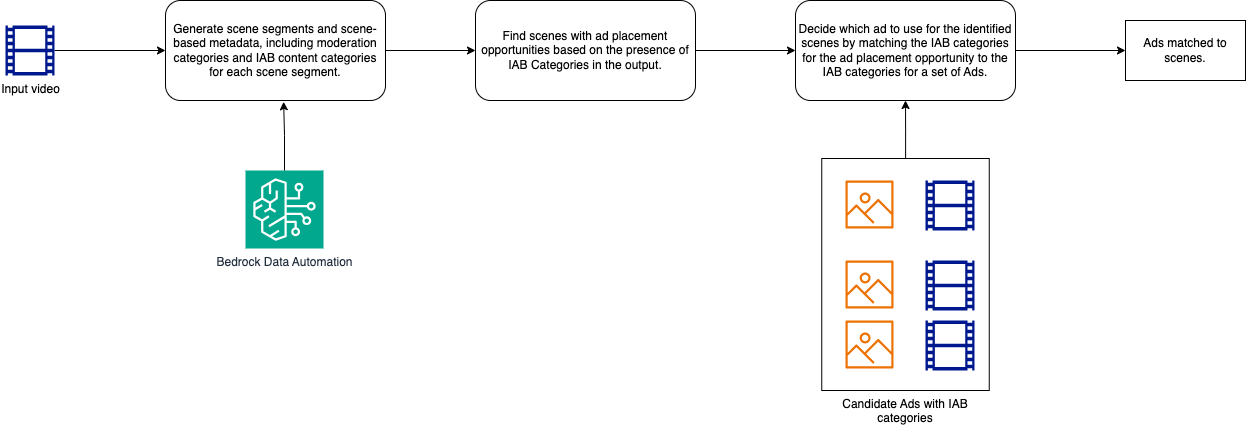 Input video
Generate scene segments and scene-
based metadata, including moderation
categories and IAB content categories
for each scene segment.
Bedrock Data Automation
Find scenes with ad placement
opportunities based on the presence of
IAB Categories in the output.
Decide which ad to use for the identified
scenes by matching the IAB categories
for the ad placement opportunity to the
IAB categories for a set of Ads.
Candidate Ads with IAB
categories
Ads matched to
scenes.